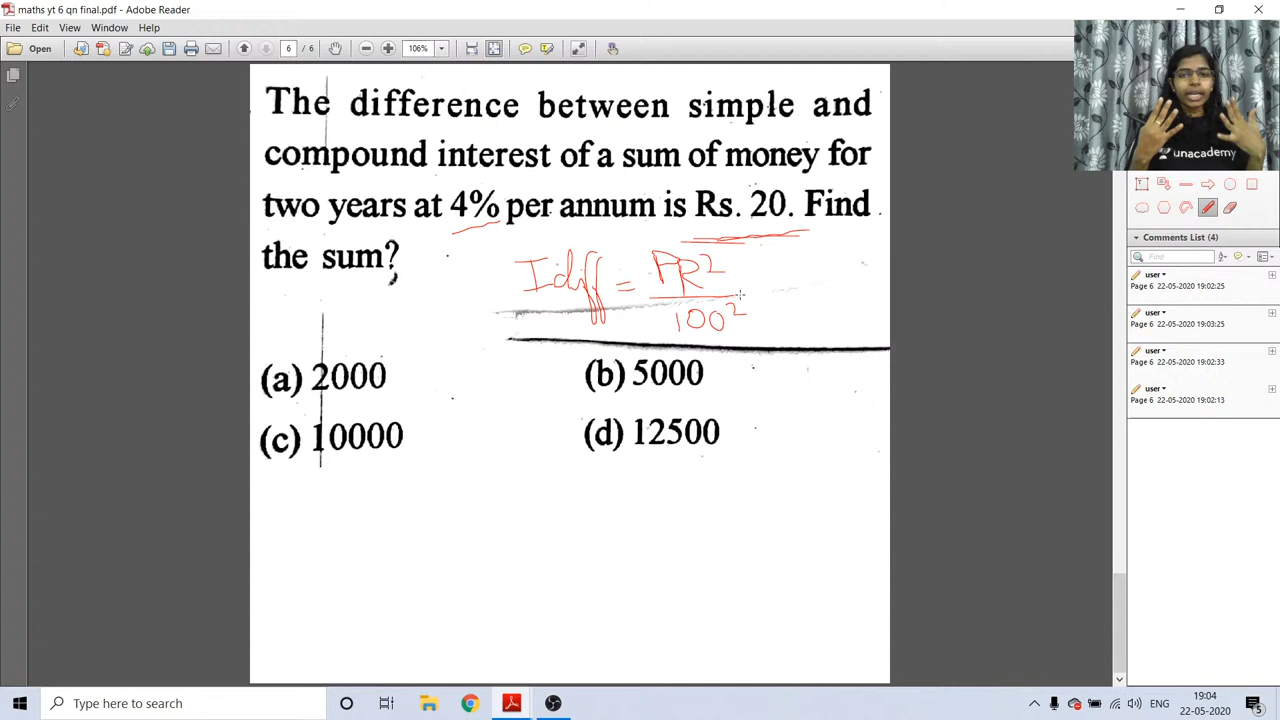 maths yt 6 qn final.pdf - Adobe Reader
File Edit View Window Help
Open 6 / 6 106%
The difference between simple and
compound interest of a sum of money for
two years at 4% per annum is Rs. 20. Find
the sum?
I diff = PR²
100²
(a) 2000 (b) 5000
(c) 10000 (d) 12500
unacademy
Comments List (4)
Find
user
Page 6 22-05-2020 19:02:25
user
Page 6 22-05-2020 19:03:25
user
Page 6 22-05-2020 19:02:33
user
Page 6 22-05-2020 19:02:13
Type here to search
ENG
19:04
22-05-2020
5